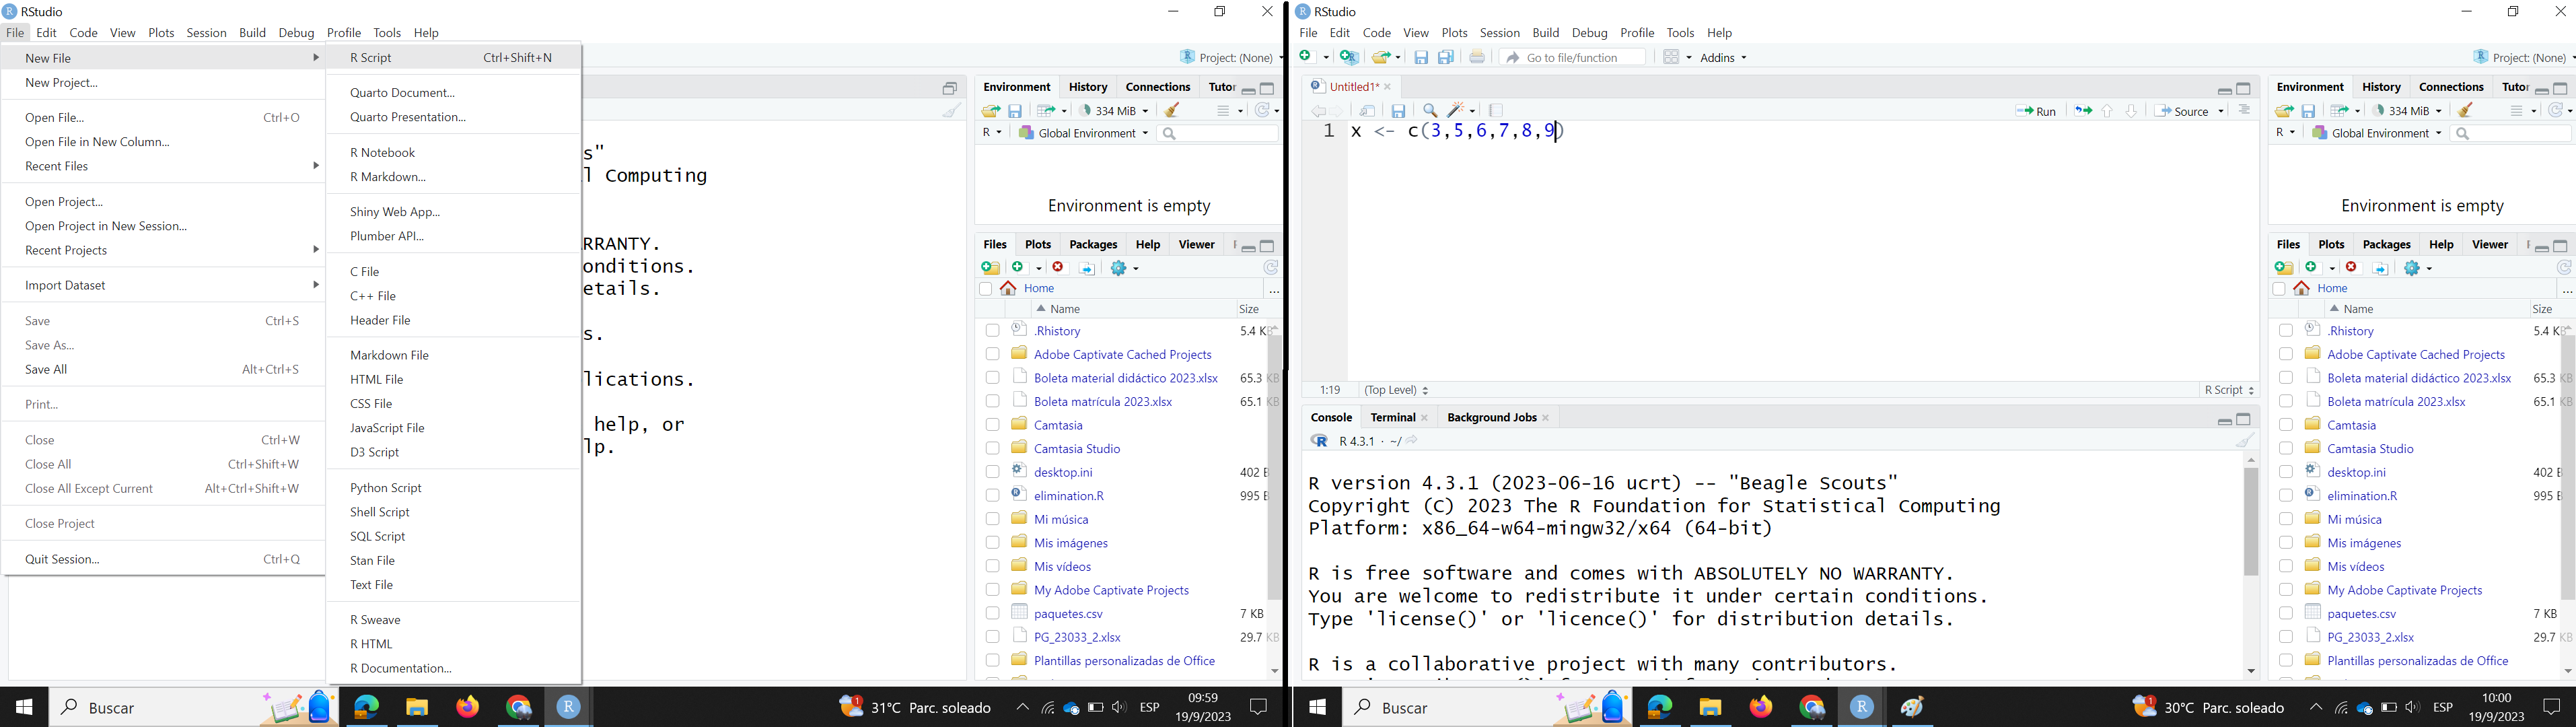 RStudio
File Edit Code View Plots Session Build Debug Profile Tools Help
New File
New Project...
Open File... Ctrl+O
Open File in New Column...
Recent Files
Open Project...
Open Project in New Session...
Recent Projects
Import Dataset
Save Ctrl+S
Save As...
Save All Alt+Ctrl+S
Print...
Close Ctrl+W
Close All Ctrl+Shift+W
Close All Except Current Alt+Ctrl+Shift+W
Close Project
Quit Session... Ctrl+Q
R Script Ctrl+Shift+N
Quarto Document...
Quarto Presentation...
R Notebook
R Markdown...
Shiny Web App...
Plumber API...
C File
C++ File
Header File
Markdown File
HTML File
CSS File
JavaScript File
D3 Script
Python Script
Shell Script
SQL Script
Stan File
Text File
R Sweave
R HTML
R Documentation...
s"
l Computing
RRANTY.
onditions.
etails.
s.
lications.
help, or
lp.
Project: (None)
Environment History Connections Tutor
334 MiB
R Global Environment
Environment is empty
Files Plots Packages Help Viewer
Home ...
Name Size
.Rhistory 5.4 KB
Adobe Captivate Cached Projects
Boleta material didáctico 2023.xlsx 65.3 KB
Boleta matrícula 2023.xlsx 65.1 KB
Camtasia
Camtasia Studio
desktop.ini 402 B
elimination.R 995 B
Mi música
Mis imágenes
Mis vídeos
My Adobe Captivate Projects
paquetes.csv 7 KB
PG_23033_2.xlsx 29.7 KB
Plantillas personalizadas de Office
Buscar
1
31°C Parc. soleado
ESP
09:59
19/9/2023
RStudio
File Edit Code View Plots Session Build Debug Profile Tools Help
Go to file/function Addins
Project: (None)
Untitled1*
Run Source
1 x <- c(3,5,6,7,8,9)
1:19 (Top Level) R Script
Console Terminal Background Jobs
R 4.3.1 · ~/
R version 4.3.1 (2023-06-16 ucrt) -- "Beagle Scouts"
Copyright (C) 2023 The R Foundation for Statistical Computing
Platform: x86_64-w64-mingw32/x64 (64-bit)
R is free software and comes with ABSOLUTELY NO WARRANTY.
You are welcome to redistribute it under certain conditions.
Type 'license()' or 'licence()' for distribution details.
R is a collaborative project with many contributors.
Environment History Connections Tutor
334 MiB
R Global Environment
Environment is empty
Files Plots Packages Help Viewer
Home ...
Name Size
.Rhistory 5.4 KB
Adobe Captivate Cached Projects
Boleta material didáctico 2023.xlsx 65.3 KB
Boleta matrícula 2023.xlsx 65.1 KB
Camtasia
Camtasia Studio
desktop.ini 402 B
elimination.R 995 B
Mi música
Mis imágenes
Mis vídeos
My Adobe Captivate Projects
paquetes.csv 7 KB
PG_23033_2.xlsx 29.7 KB
Plantillas personalizadas de Office
Buscar
1
30°C Parc. soleado
ESP
10:00
19/9/2023